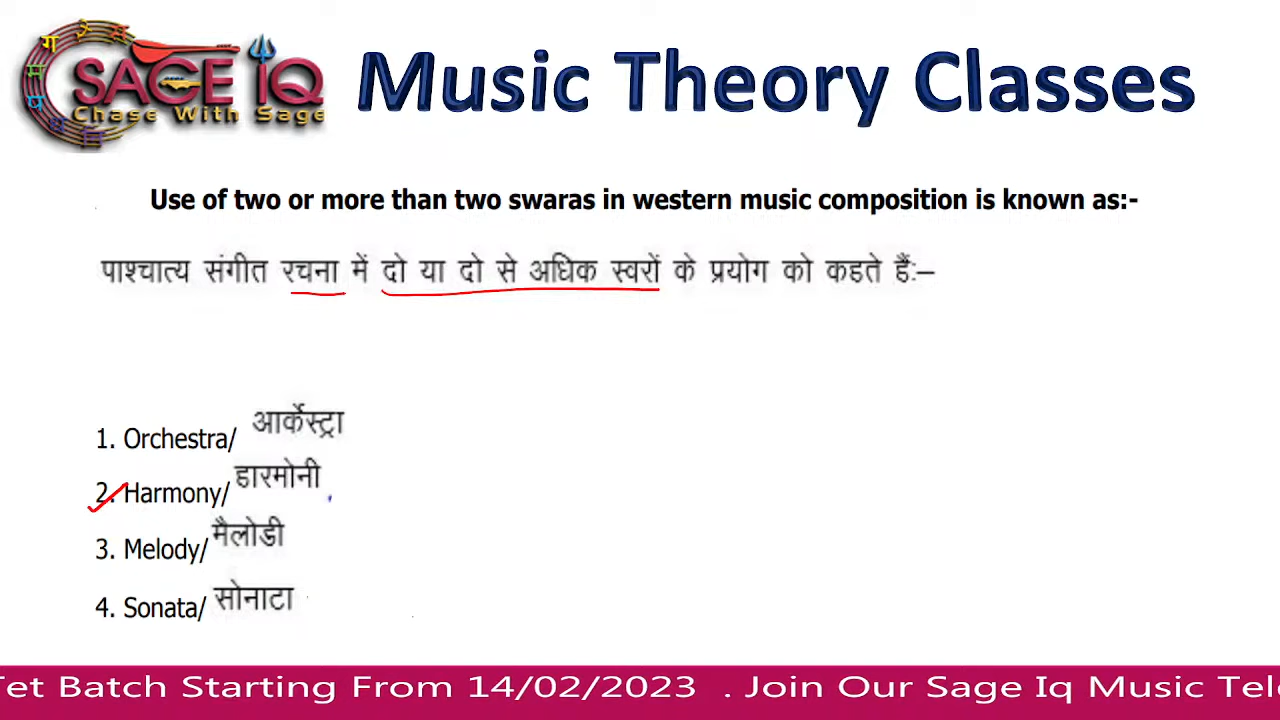 SAGE IQ
Chase With Sage
Music Theory Classes
Use of two or more than two swaras in western music composition is known as:-
पाश्चात्य संगीत रचना में दो या दो से अधिक स्वरों के प्रयोग को कहते हैं:–
1. Orchestra/ आर्केस्ट्रा
2. Harmony/ हारमोनी
3. Melody/ मैलोडी
4. Sonata/ सोनाटा
Tet Batch Starting From 14/02/2023 . Join Our Sage Iq Music Tele